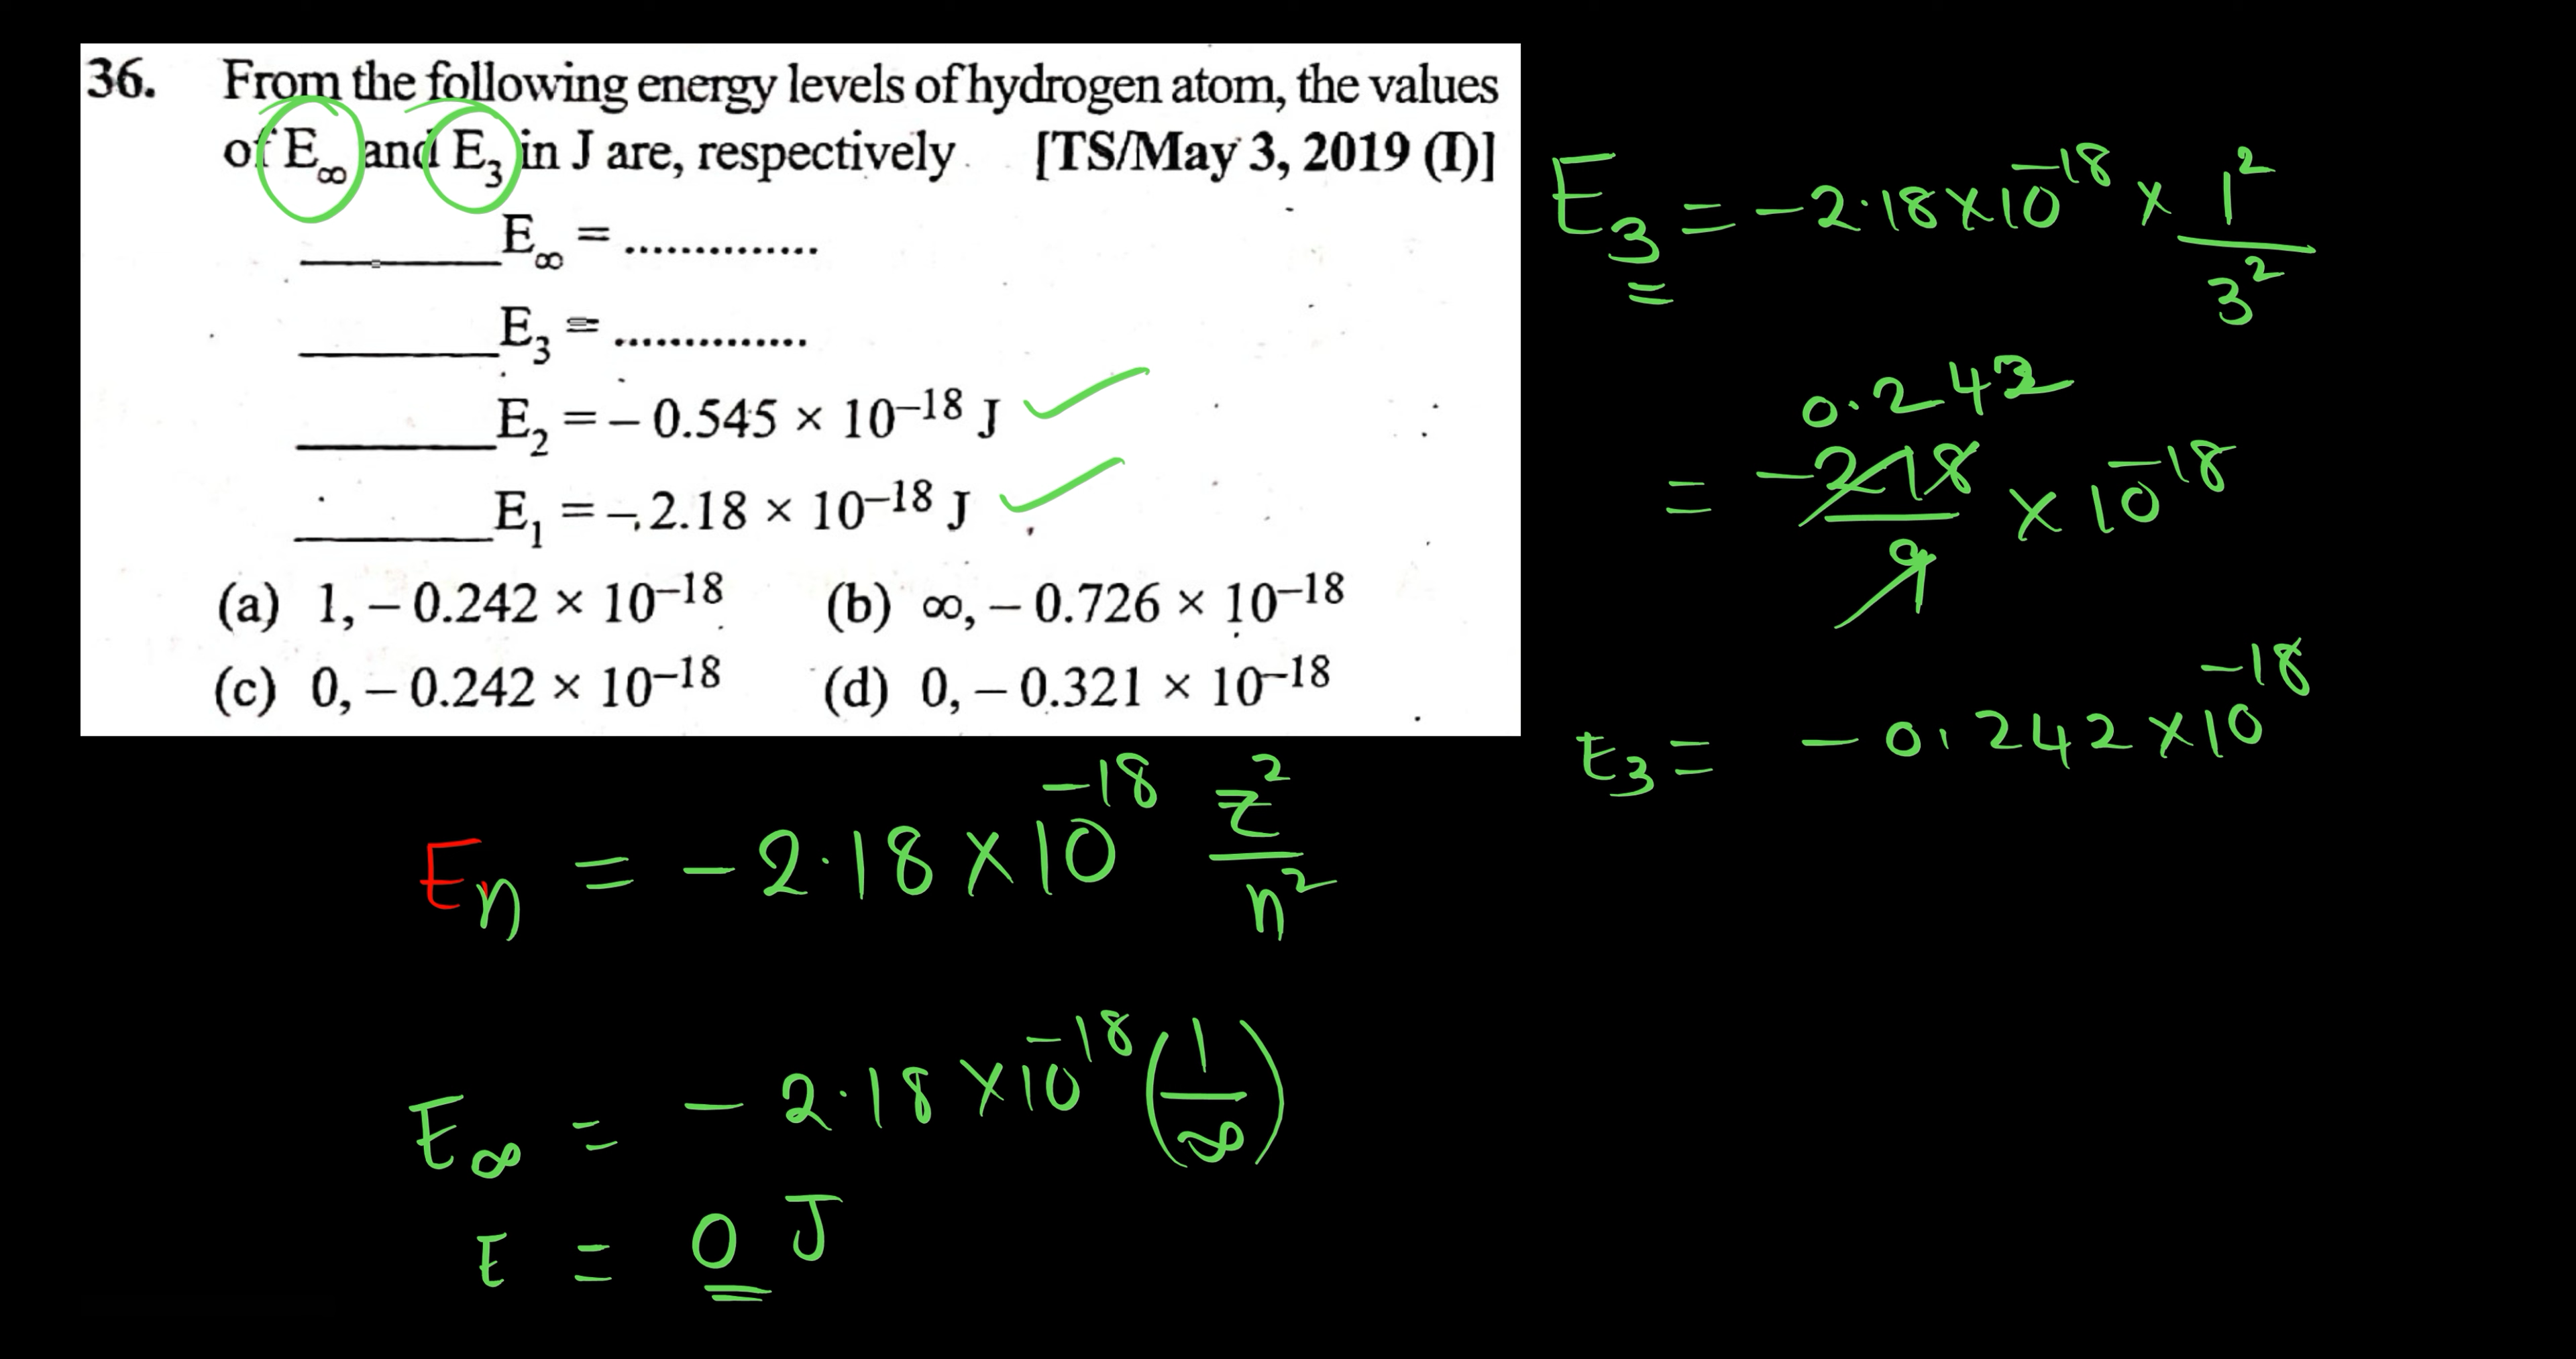 36. From the following energy levels of hydrogen atom, the values
of E∞ and E₃ in J are, respectively [TS/May 3, 2019 (I)]
E∞ = ..............
E₃ = ..............
E₂ = – 0.545 × 10⁻¹⁸ J ✓
E₁ = – 2.18 × 10⁻¹⁸ J ✓
(a) 1, – 0.242 × 10⁻¹⁸ (b) ∞, – 0.726 × 10⁻¹⁸
(c) 0, – 0.242 × 10⁻¹⁸ (d) 0, – 0.321 × 10⁻¹⁸
Eₙ = -2.18 × 10⁻¹⁸ z²/n²
E∞ = -2.18 × 10⁻¹⁸ (1/∞)
E = 0 J
E₃ = -2.18 × 10⁻¹⁸ × 1²/3²
0.242
= -218/9 × 10⁻¹⁸
E₃ = -0.242 × 10⁻¹⁸